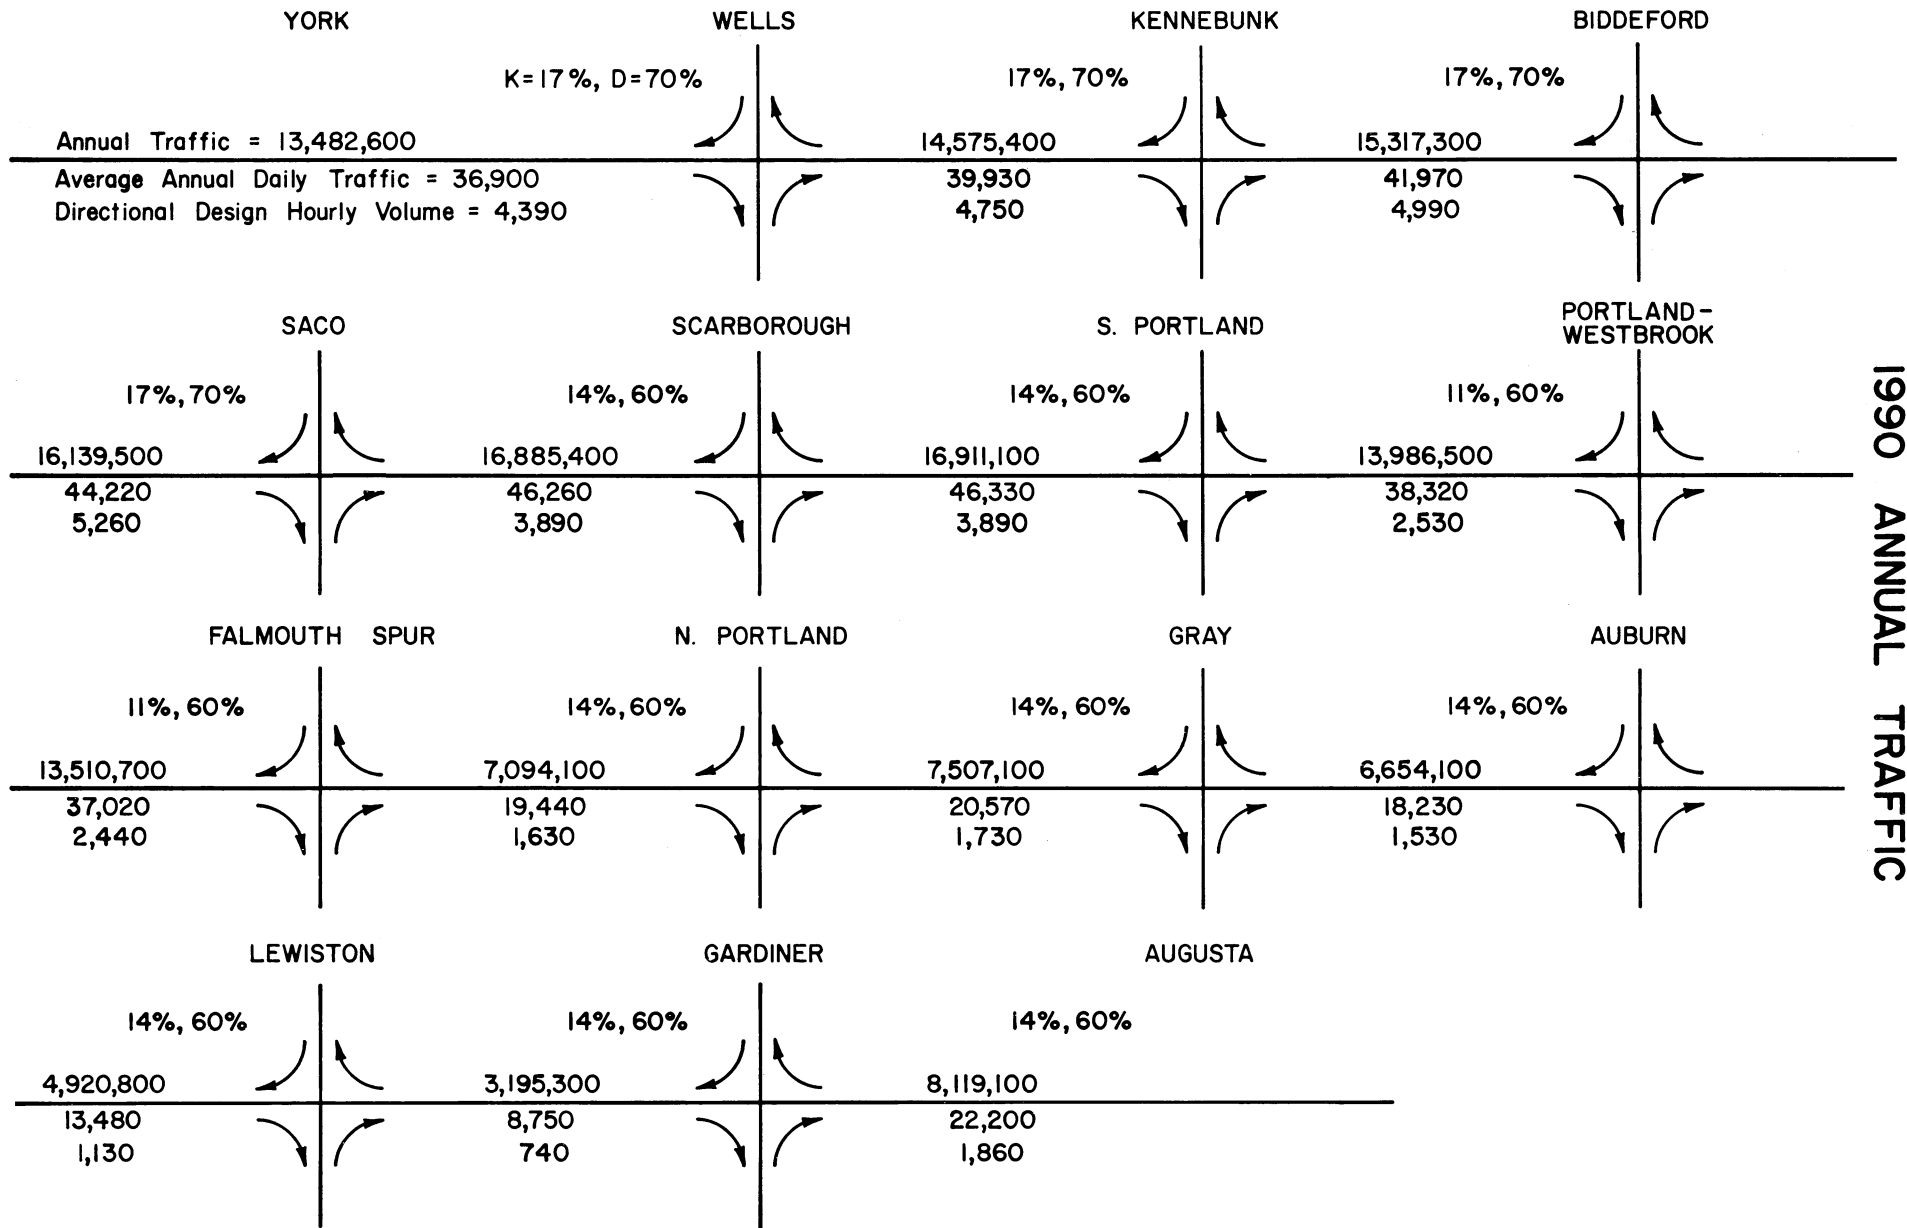 YORK WELLS KENNEBUNK BIDDEFORD
K=17%, D=70% 17%, 70% 17%, 70%
Annual Traffic = 13,482,600 14,575,400 15,317,300
Average Annual Daily Traffic = 36,900 39,930 41,970
Directional Design Hourly Volume = 4,390 4,750 4,990
SACO SCARBOROUGH S. PORTLAND PORTLAND-
WESTBROOK
17%, 70% 14%, 60% 14%, 60% 11%, 60%
16,139,500 16,885,400 16,911,100 13,986,500
44,220 46,260 46,330 38,320
5,260 3,890 3,890 2,530
FALMOUTH SPUR N. PORTLAND GRAY AUBURN
11%, 60% 14%, 60% 14%, 60% 14%, 60%
13,510,700 7,094,100 7,507,100 6,654,100
37,020 19,440 20,570 18,230
2,440 1,630 1,730 1,530
LEWISTON GARDINER AUGUSTA
14%, 60% 14%, 60% 14%, 60%
4,920,800 3,195,300 8,119,100
13,480 8,750 22,200
1,130 740 1,860
1990 ANNUAL TRAFFIC